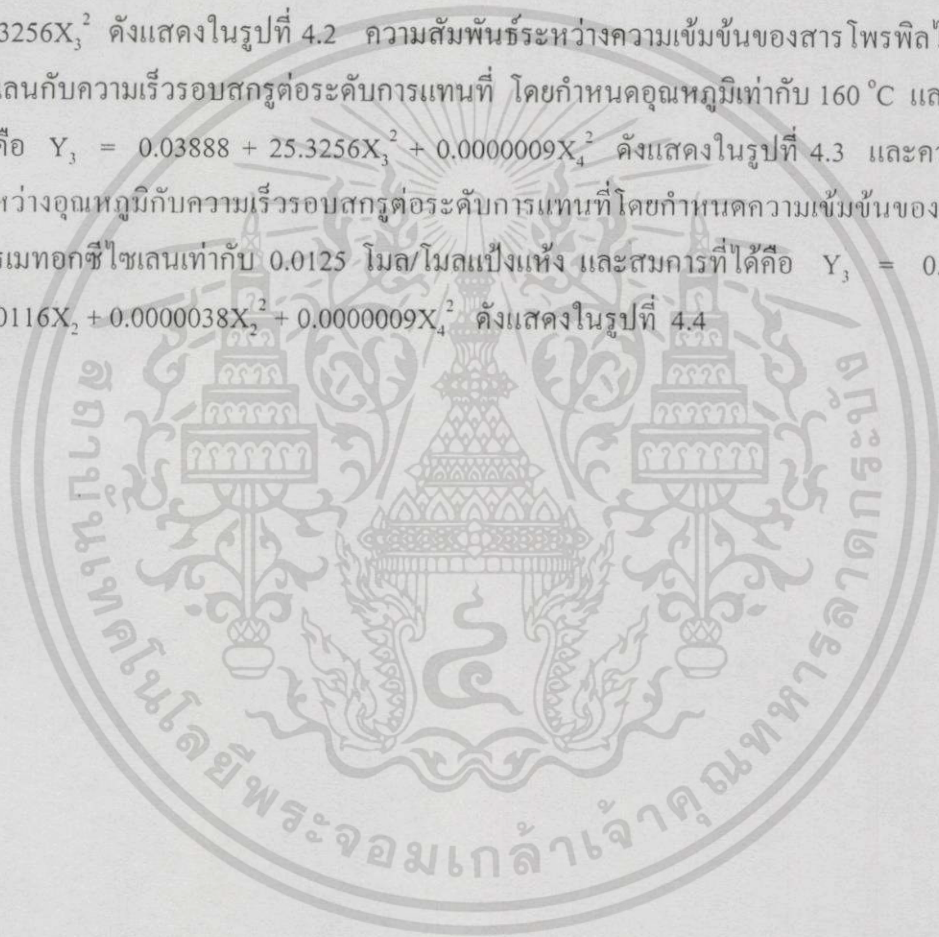 3256X₃² ดังแสดงในรูปที่ 4.2 ความสัมพันธ์ระหว่างความเข้มข้นของสารโพรพิลไ
เลนกับความเร็วรอบสกรูต่อระดับการแทนที่ โดยกำหนดอุณหภูมิเท่ากับ 160 °C แล
คือ Y₃ = 0.03888 + 25.3256X₃² + 0.0000009X₄² ดังแสดงในรูปที่ 4.3 และคว
หว่างอุณหภูมิกับความเร็วรอบสกรูต่อระดับการแทนที่โดยกำหนดความเข้มข้นของ
รเมทอกซีไซเลนเท่ากับ 0.0125 โมล/โมลแป้งแห้ง และสมการที่ได้คือ Y₃ = 0.
0116X₂ + 0.0000038X₂² + 0.0000009X₄² ดังแสดงในรูปที่ 4.4
สถาบันเทคโนโลยีพระจอมเกล้าเจ้าคุณทหารลาดกระบัง